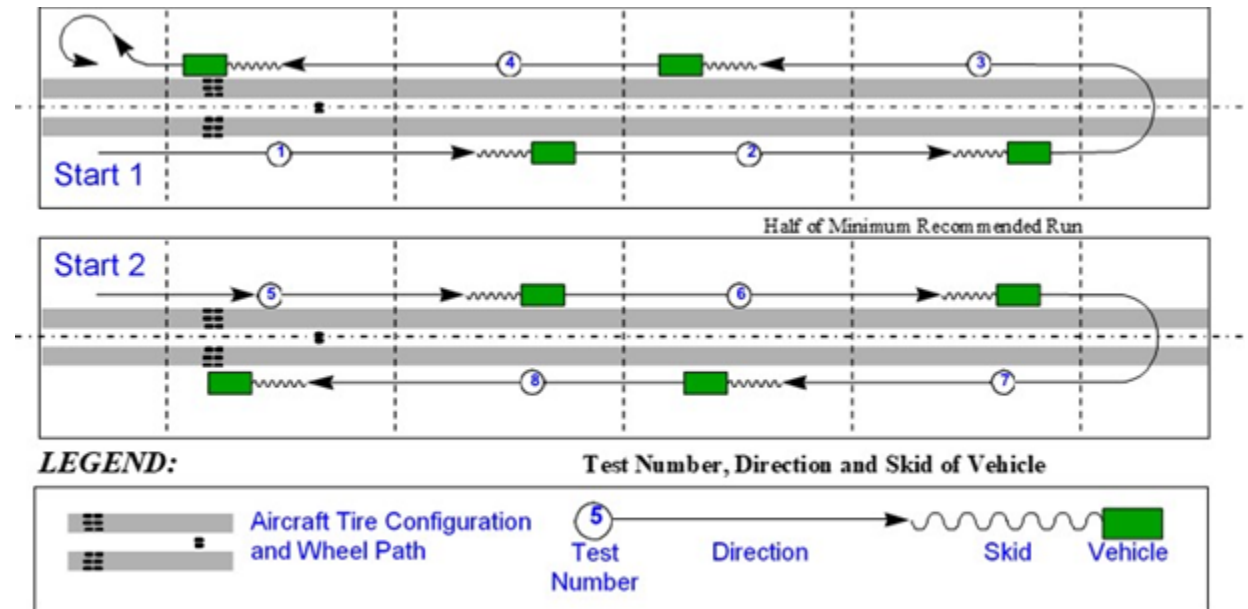 4
3
1
2
Start 1
Half of Minimum Recommended Run
Start 2
5
6
8
7
LEGEND:
Test Number, Direction and Skid of Vehicle
Aircraft Tire Configuration
and Wheel Path
5
Test
Number
Direction
Skid
Vehicle